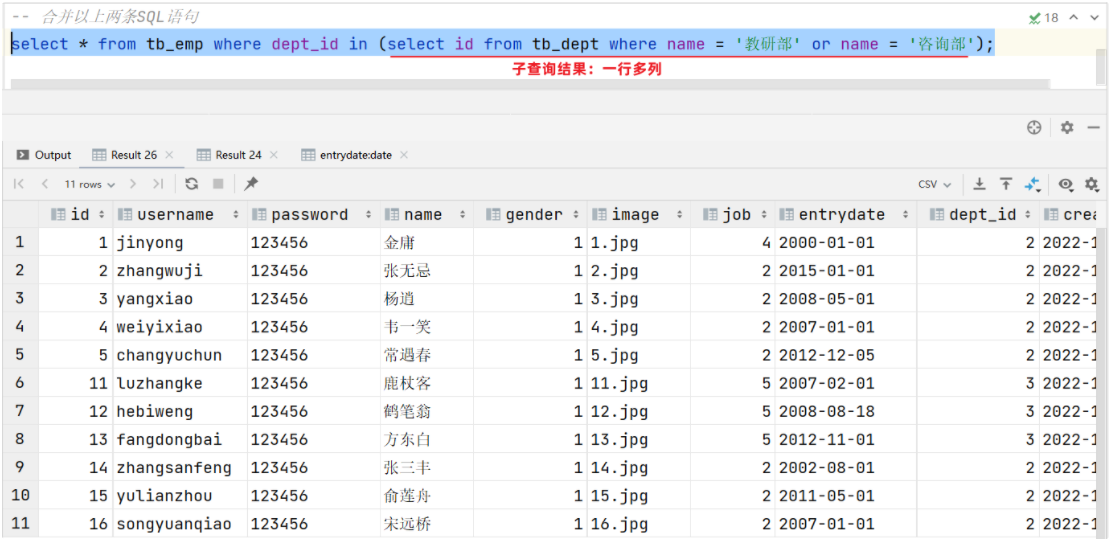 -- 合并以上两条SQL语句
18
select * from tb_emp where dept_id in (select id from tb_dept where name = '教研部' or name = '咨询部');
子查询结果：一行多列
Output Result 26 Result 24 entrydate:date
11 rows CSV
id username password name gender image job entrydate dept_id crea
1 1 jinyong 123456 金庸 1 1.jpg 4 2000-01-01 2 2022-1
2 2 zhangwuji 123456 张无忌 1 2.jpg 2 2015-01-01 2 2022-1
3 3 yangxiao 123456 杨逍 1 3.jpg 2 2008-05-01 2 2022-1
4 4 weiyixiao 123456 韦一笑 1 4.jpg 2 2007-01-01 2 2022-1
5 5 changyuchun 123456 常遇春 1 5.jpg 2 2012-12-05 2 2022-1
6 11 luzhangke 123456 鹿杖客 1 11.jpg 5 2007-02-01 3 2022-1
7 12 hebiweng 123456 鹤笔翁 1 12.jpg 5 2008-08-18 3 2022-1
8 13 fangdongbai 123456 方东白 1 13.jpg 5 2012-11-01 3 2022-1
9 14 zhangsanfeng 123456 张三丰 1 14.jpg 2 2002-08-01 2 2022-1
10 15 yulianzhou 123456 俞莲舟 1 15.jpg 2 2011-05-01 2 2022-1
11 16 songyuanqiao 123456 宋远桥 1 16.jpg 2 2007-01-01 2 2022-1